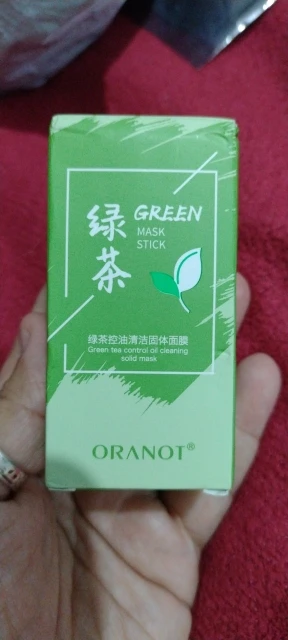 绿茶
GREEN
MASK
STICK
绿茶控油清洁固体面膜
Green tea control oil cleaning
solid mask
ORANOT®